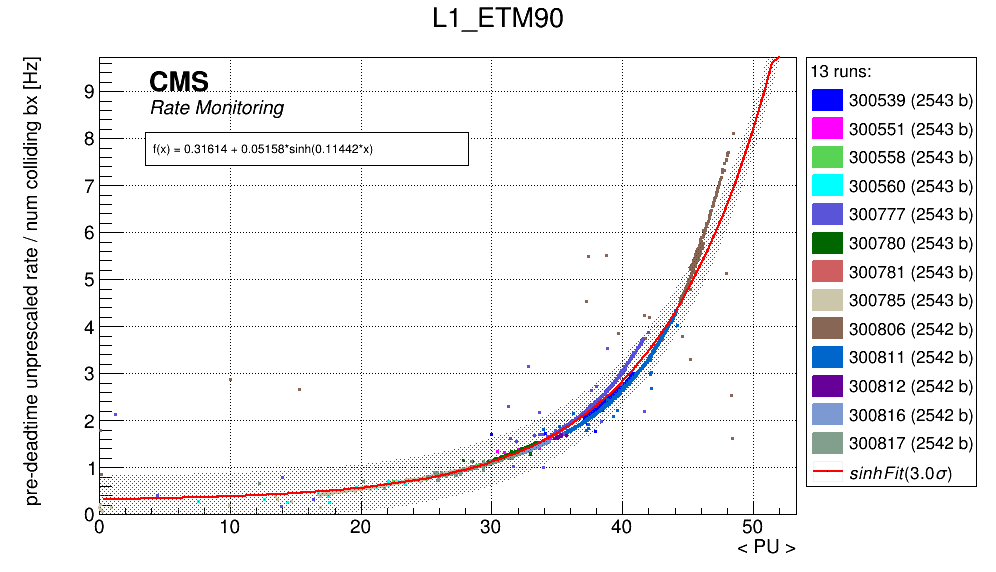 L1_ETM90
pre-deadtime unprescaled rate / num colliding bx [Hz]
CMS
Rate Monitoring
f(x) = 0.31614 + 0.05158*sinh(0.11442*x)
9
8
7
6
5
4
3
2
1
0
0 10 20 30 40 50
< PU >
13 runs:
300539 (2543 b)
300551 (2543 b)
300558 (2543 b)
300560 (2543 b)
300777 (2543 b)
300780 (2543 b)
300781 (2543 b)
300785 (2543 b)
300806 (2542 b)
300811 (2542 b)
300812 (2542 b)
300816 (2542 b)
300817 (2542 b)
sinhFit(3.0σ)